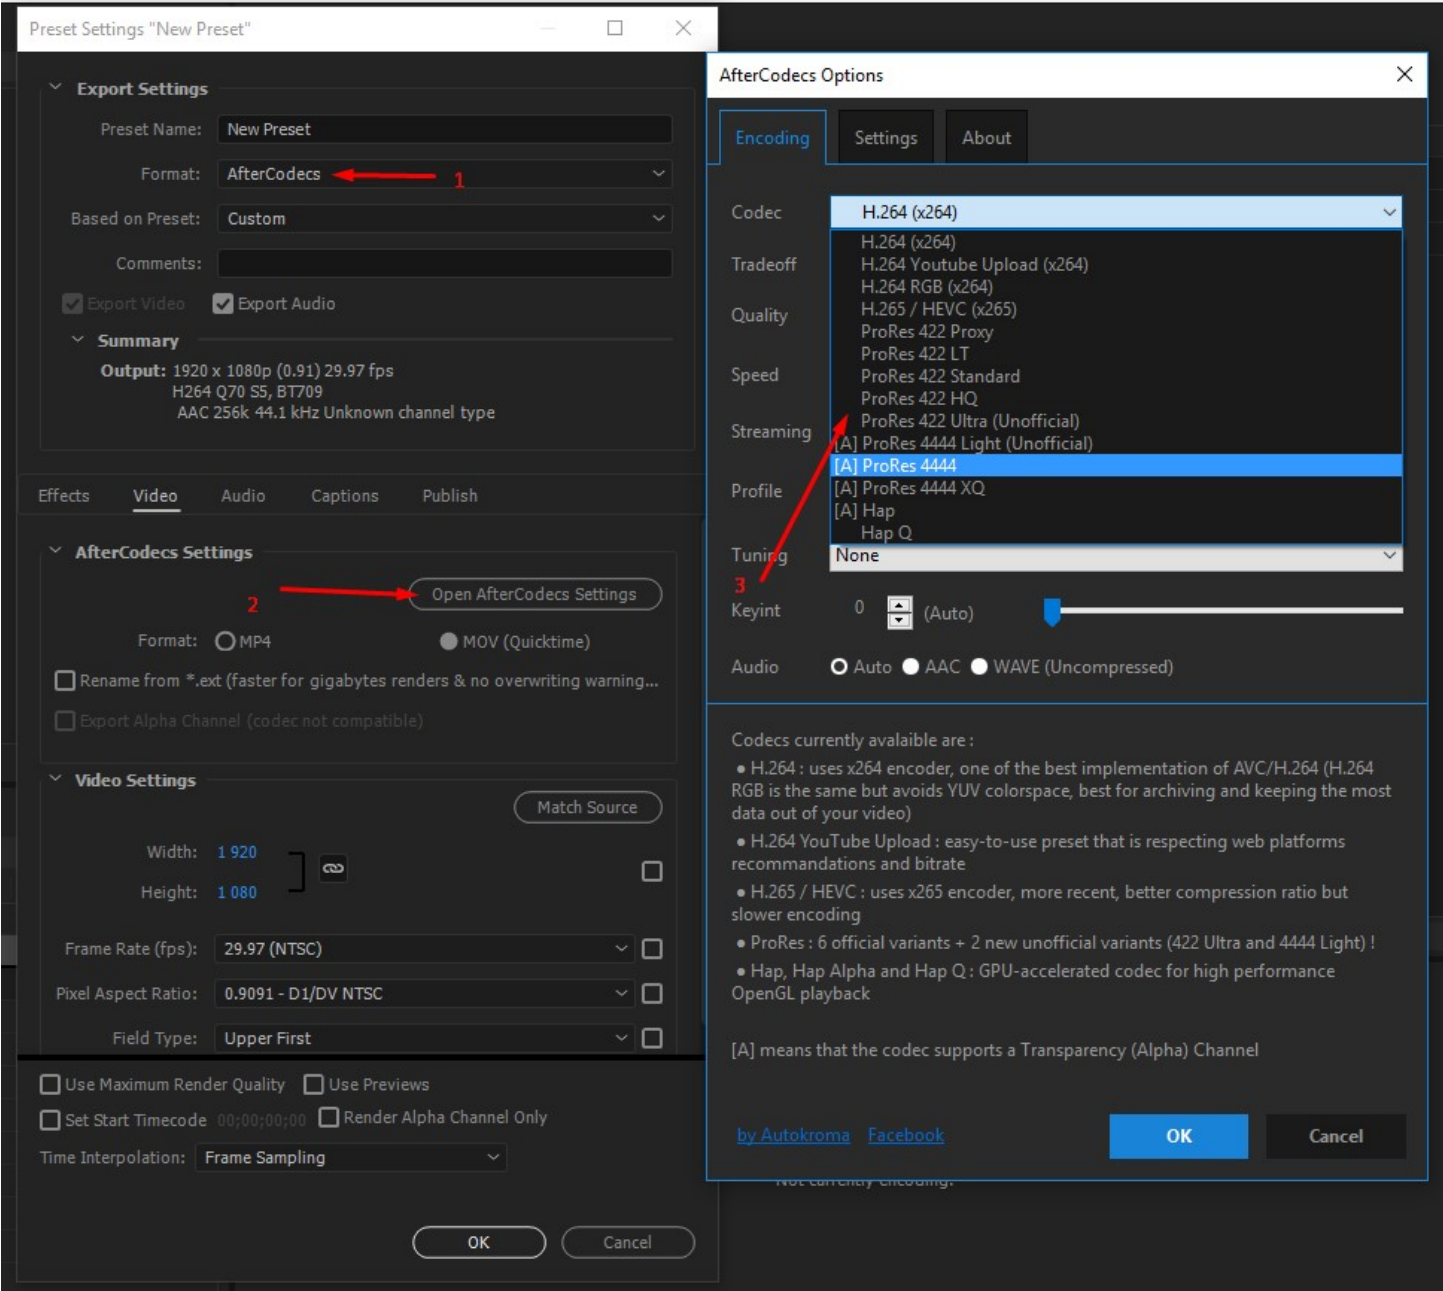 Preset Settings "New Preset"
Export Settings
Preset Name: New Preset
Format: AfterCodecs
1
Based on Preset: Custom
Comments:
Export Video Export Audio
Summary
Output: 1920 x 1080p (0.91) 29.97 fps
H264 Q70 S5, BT709
AAC 256k 44.1 kHz Unknown channel type
Effects Video Audio Captions Publish
AfterCodecs Settings
2
Open AfterCodecs Settings
Format: MP4 MOV (Quicktime)
Rename from *.ext (faster for gigabytes renders & no overwriting warning...
Export Alpha Channel (codec not compatible)
Video Settings
Match Source
Width: 1 920
Height: 1 080
Frame Rate (fps): 29.97 (NTSC)
Pixel Aspect Ratio: 0.9091 - D1/DV NTSC
Field Type: Upper First
Use Maximum Render Quality Use Previews
Set Start Timecode 00;00;00;00 Render Alpha Channel Only
Time Interpolation: Frame Sampling
OK Cancel
AfterCodecs Options
Encoding Settings About
Codec H.264 (x264)
H.264 (x264)
Tradeoff H.264 Youtube Upload (x264)
H.264 RGB (x264)
Quality H.265 / HEVC (x265)
ProRes 422 Proxy
ProRes 422 LT
Speed ProRes 422 Standard
ProRes 422 HQ
ProRes 422 Ultra (Unofficial)
Streaming [A] ProRes 4444 Light (Unofficial)
[A] ProRes 4444
Profile [A] ProRes 4444 XQ
[A] Hap
Hap Q
Tuning None
3
Keyint 0 (Auto)
Audio Auto AAC WAVE (Uncompressed)
Codecs currently avalaible are :
● H.264 : uses x264 encoder, one of the best implementation of AVC/H.264 (H.264
RGB is the same but avoids YUV colorspace, best for archiving and keeping the most
data out of your video)
● H.264 YouTube Upload : easy-to-use preset that is respecting web platforms
recommandations and bitrate
● H.265 / HEVC : uses x265 encoder, more recent, better compression ratio but
slower encoding
● ProRes : 6 official variants + 2 new unofficial variants (422 Ultra and 4444 Light) !
● Hap, Hap Alpha and Hap Q : GPU-accelerated codec for high performance
OpenGL playback
[A] means that the codec supports a Transparency (Alpha) Channel
by Autokroma Facebook
OK Cancel
Not currently encoding.